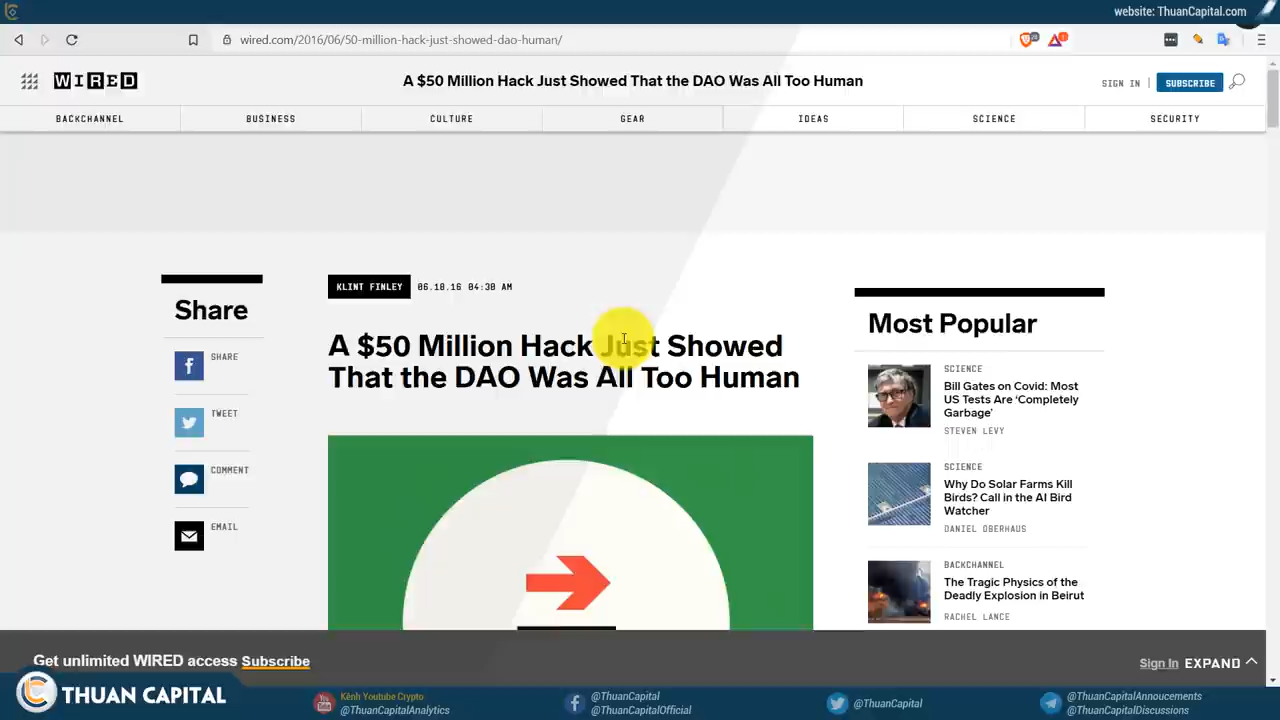 website: ThuanCapital.com
wired.com/2016/06/50-million-hack-just-showed-dao-human/
WIRED
A $50 Million Hack Just Showed That the DAO Was All Too Human
SIGN IN
SUBSCRIBE
BACKCHANNEL
BUSINESS
CULTURE
GEAR
IDEAS
SCIENCE
SECURITY
Share
SHARE
TWEET
COMMENT
EMAIL
KLINT FINLEY
06.18.16 04:30 AM
A $50 Million Hack Just Showed
That the DAO Was All Too Human
Most Popular
SCIENCE
Bill Gates on Covid: Most
US Tests Are ‘Completely
Garbage’
STEVEN LEVY
SCIENCE
Why Do Solar Farms Kill
Birds? Call in the AI Bird
Watcher
DANIEL OBERHAUS
BACKCHANNEL
The Tragic Physics of the
Deadly Explosion in Beirut
RACHEL LANCE
Get unlimited WIRED access Subscribe
Sign In EXPAND
THUAN CAPITAL
Kênh Youtube Crypto
@ThuanCapitalAnalytics
@ThuanCapital
@ThuanCapitalOfficial
@ThuanCapital
@ThuanCapitalAnnoucements
@ThuanCapitalDiscussions